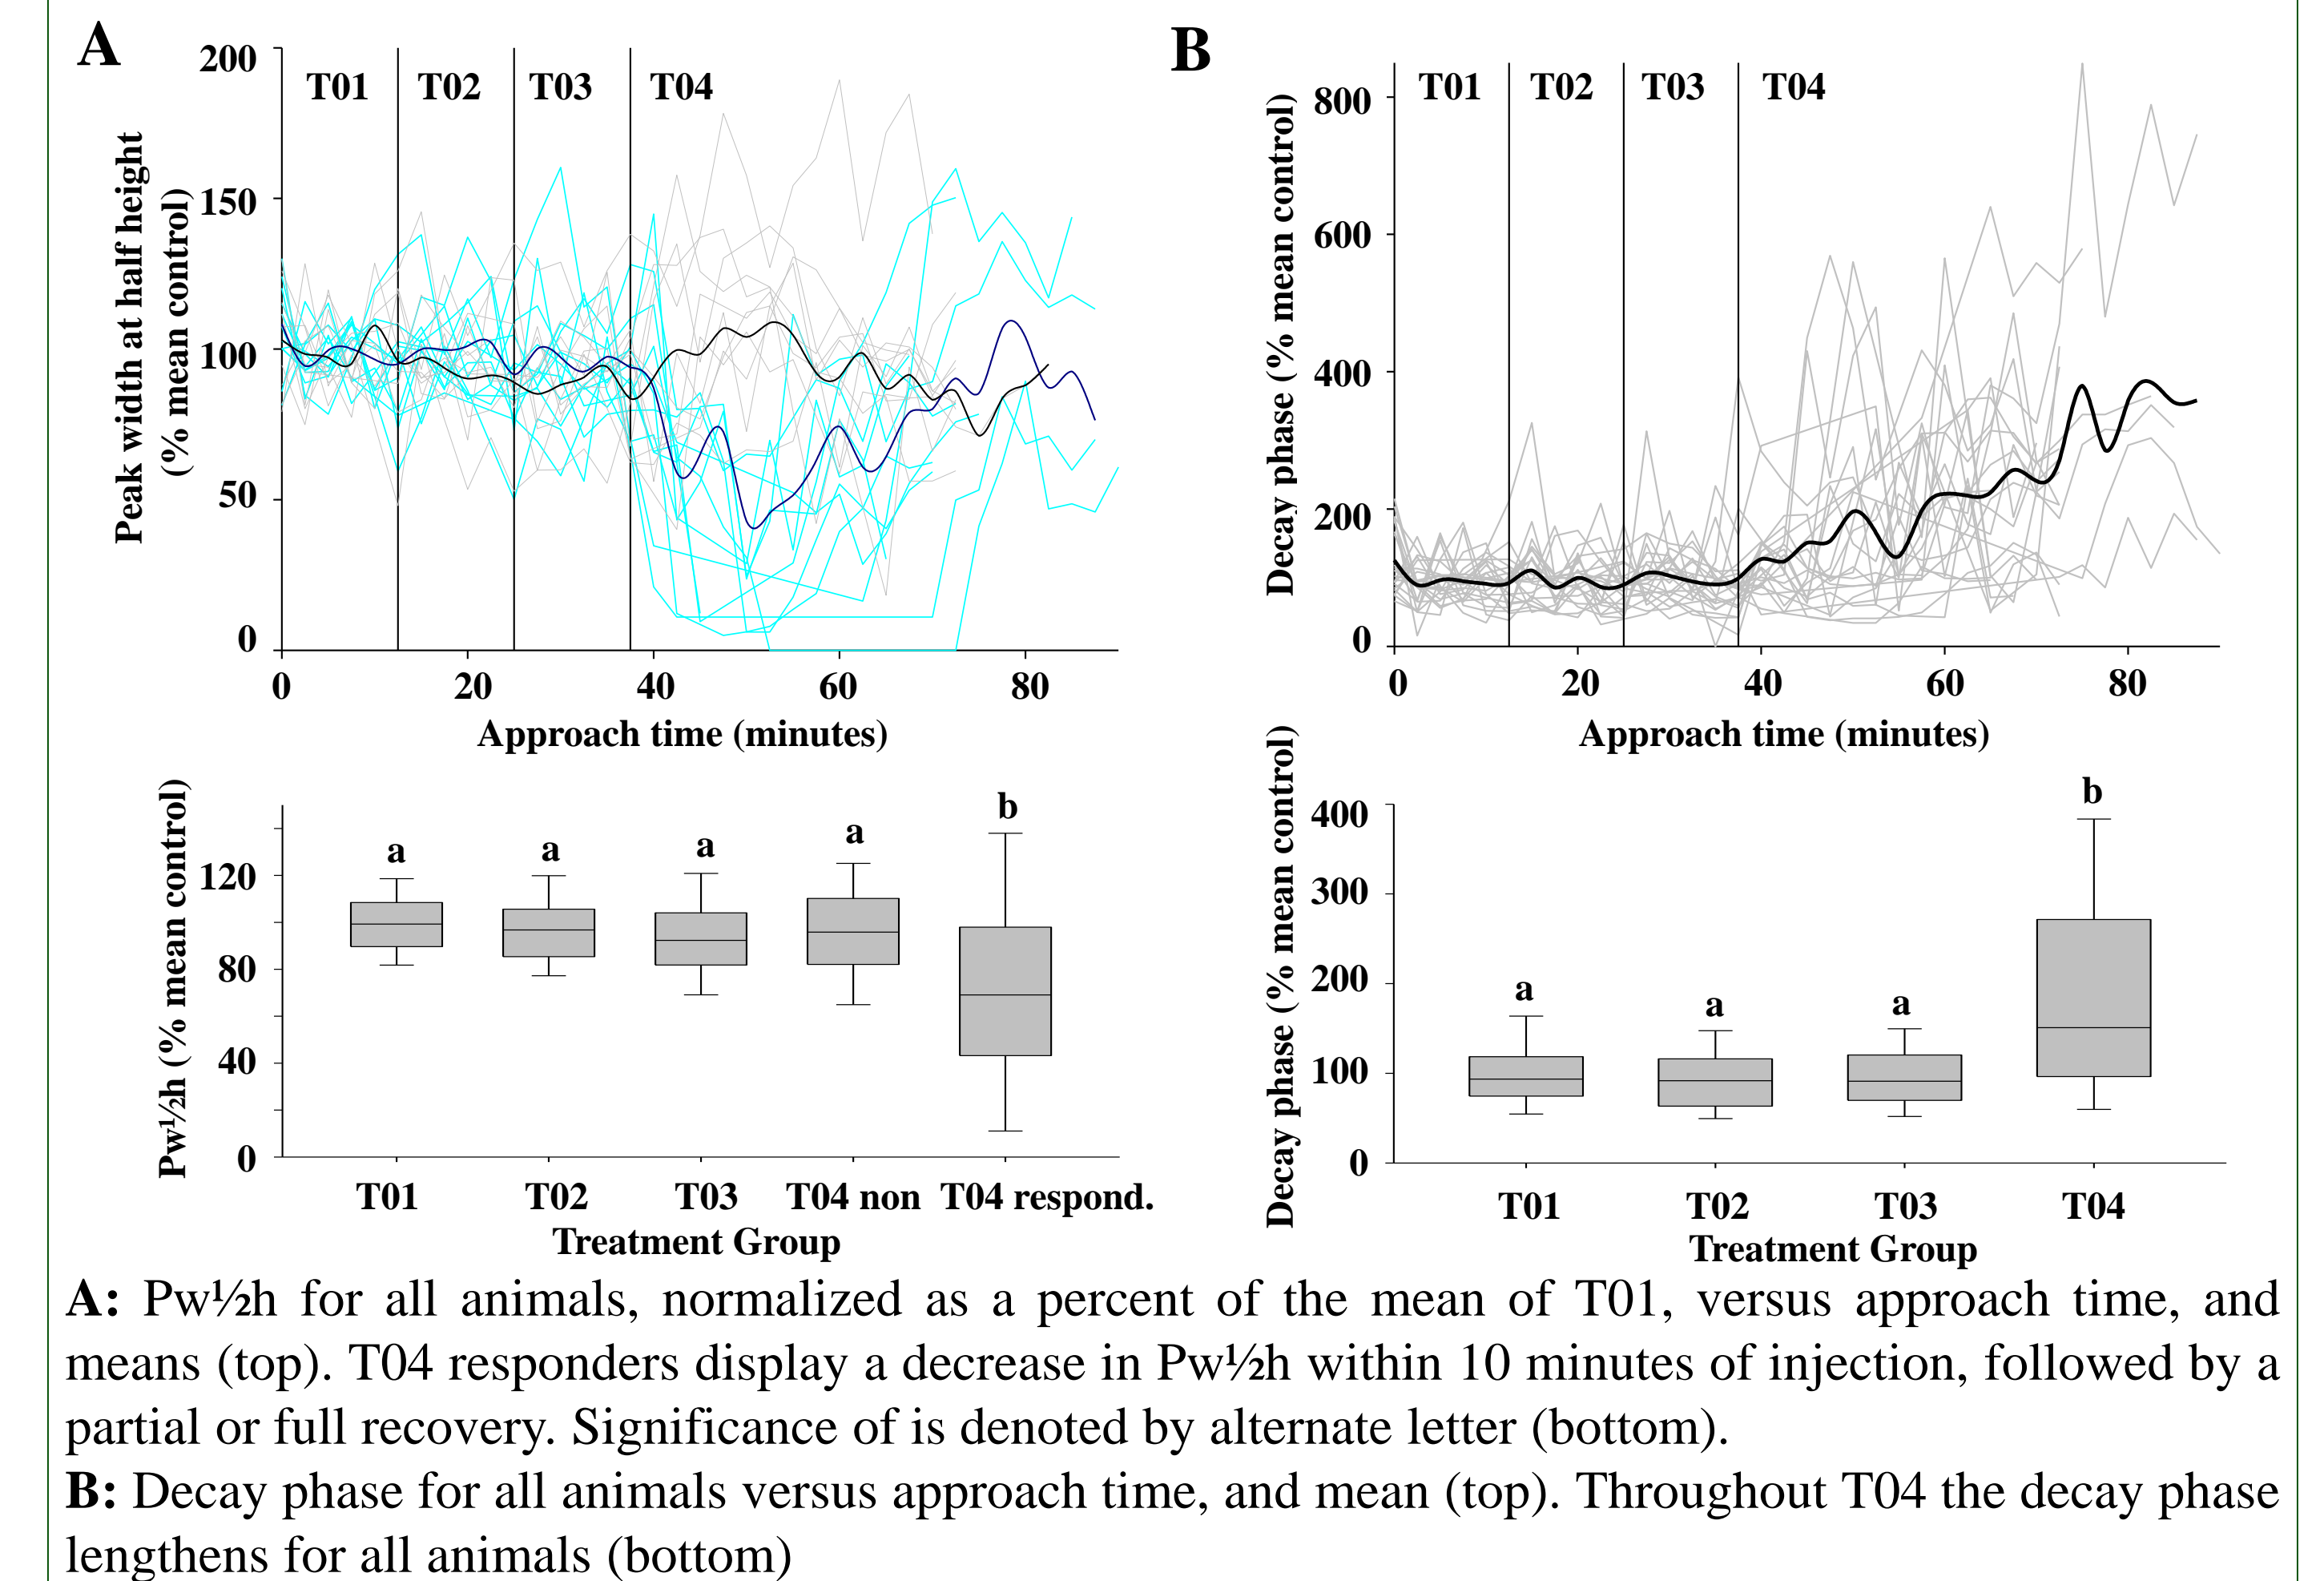 A
200
150
100
50
0
T01 T02 T03 T04
Peak width at half height
(% mean control)
0 20 40 60 80
Approach time (minutes)
B
800
600
400
200
0
T01 T02 T03 T04
Decay phase (% mean control)
0 20 40 60 80
Approach time (minutes)
Pw½h (% mean control)
120
80
40
0
a a a a b
T01 T02 T03 T04 non T04 respond.
Treatment Group
Decay phase (% mean control)
400
300
200
100
0
a a a b
T01 T02 T03 T04
Treatment Group
A: Pw½h for all animals, normalized as a percent of the mean of T01, versus approach time, and
means (top). T04 responders display a decrease in Pw½h within 10 minutes of injection, followed by a
partial or full recovery. Significance of is denoted by alternate letter (bottom).
B: Decay phase for all animals versus approach time, and mean (top). Throughout T04 the decay phase
lengthens for all animals (bottom)